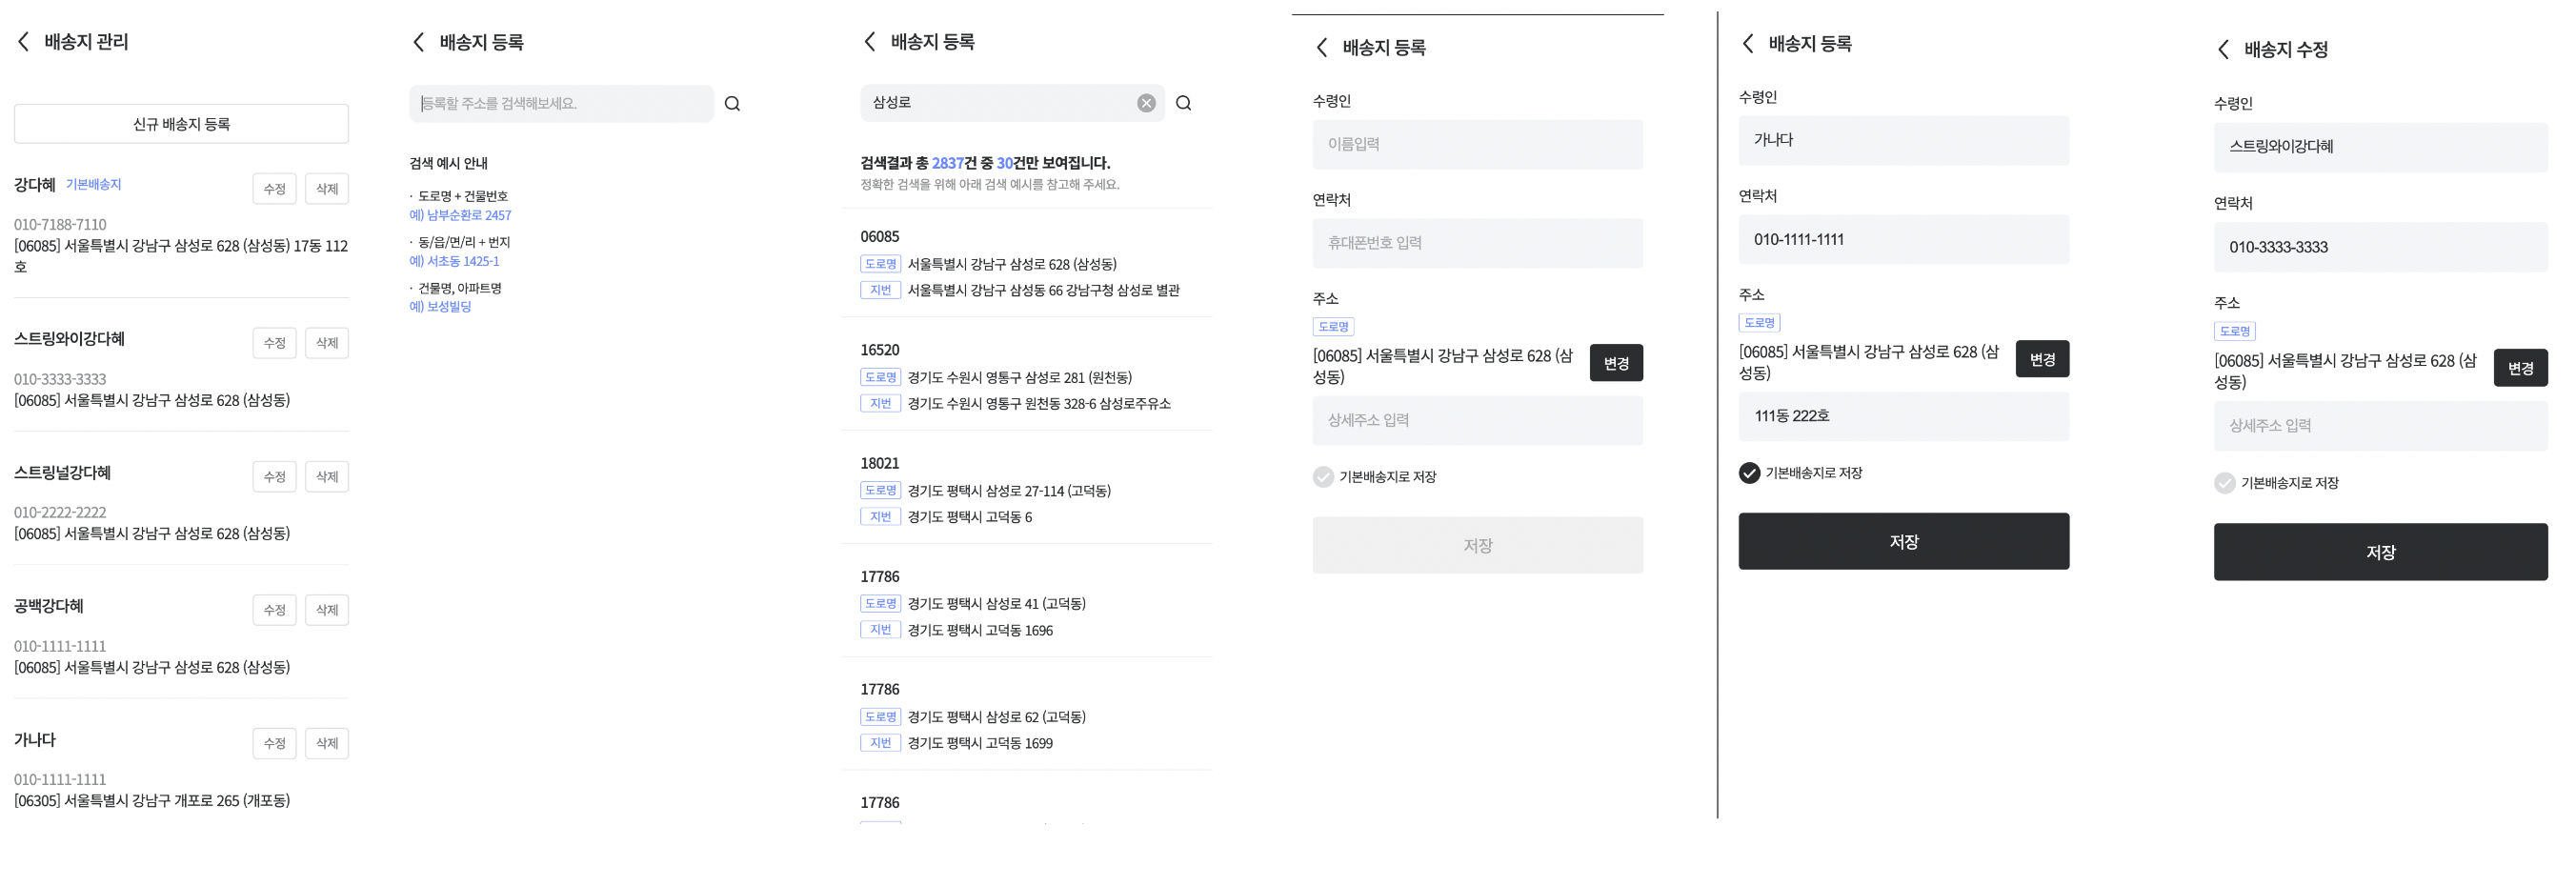 배송지 관리
신규 배송지 등록
강다혜 기본배송지 수정 삭제
010-7188-7110
[06085] 서울특별시 강남구 삼성로 628 (삼성동) 17동 112
호
스트링와이강다혜 수정 삭제
010-3333-3333
[06085] 서울특별시 강남구 삼성로 628 (삼성동)
스트링널강다혜 수정 삭제
010-2222-2222
[06085] 서울특별시 강남구 삼성로 628 (삼성동)
공백강다혜 수정 삭제
010-1111-1111
[06085] 서울특별시 강남구 삼성로 628 (삼성동)
가나다 수정 삭제
010-1111-1111
[06305] 서울특별시 강남구 개포로 265 (개포동)
배송지 등록
등록할 주소를 검색해보세요.
검색 예시 안내
· 도로명 + 건물번호
예) 남부순환로 2457
· 동/읍/면/리 + 번지
예) 서초동 1425-1
· 건물명, 아파트명
예) 보성빌딩
배송지 등록
삼성로
검색결과 총 2837건 중 30건만 보여집니다.
정확한 검색을 위해 아래 검색 예시를 참고해 주세요.
06085
도로명 서울특별시 강남구 삼성로 628 (삼성동)
지번 서울특별시 강남구 삼성동 66 강남구청 삼성로 별관
16520
도로명 경기도 수원시 영통구 삼성로 281 (원천동)
지번 경기도 수원시 영통구 원천동 328-6 삼성로주유소
18021
도로명 경기도 평택시 삼성로 27-114 (고덕동)
지번 경기도 평택시 고덕동 6
17786
도로명 경기도 평택시 삼성로 41 (고덕동)
지번 경기도 평택시 고덕동 1696
17786
도로명 경기도 평택시 삼성로 62 (고덕동)
지번 경기도 평택시 고덕동 1699
17786
배송지 등록
수령인
이름입력
연락처
휴대폰번호 입력
주소
도로명
[06085] 서울특별시 강남구 삼성로 628 (삼
성동)
변경
상세주소 입력
기본배송지로 저장
저장
배송지 등록
수령인
가나다
연락처
010-1111-1111
주소
도로명
[06085] 서울특별시 강남구 삼성로 628 (삼
성동)
변경
111동 222호
기본배송지로 저장
저장
배송지 수정
수령인
스트링와이강다혜
연락처
010-3333-3333
주소
도로명
[06085] 서울특별시 강남구 삼성로 628 (삼
성동)
변경
상세주소 입력
기본배송지로 저장
저장